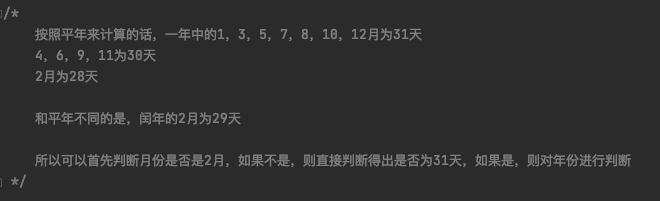 /*
按照平年来计算的话，一年中的1，3，5，7，8，10，12月为31天
4，6，9，11为30天
2月为28天
和平年不同的是，闰年的2月为29天
所以可以首先判断月份是否是2月，如果不是，则直接判断得出是否为31天，如果是，则对年份进行判断
*/